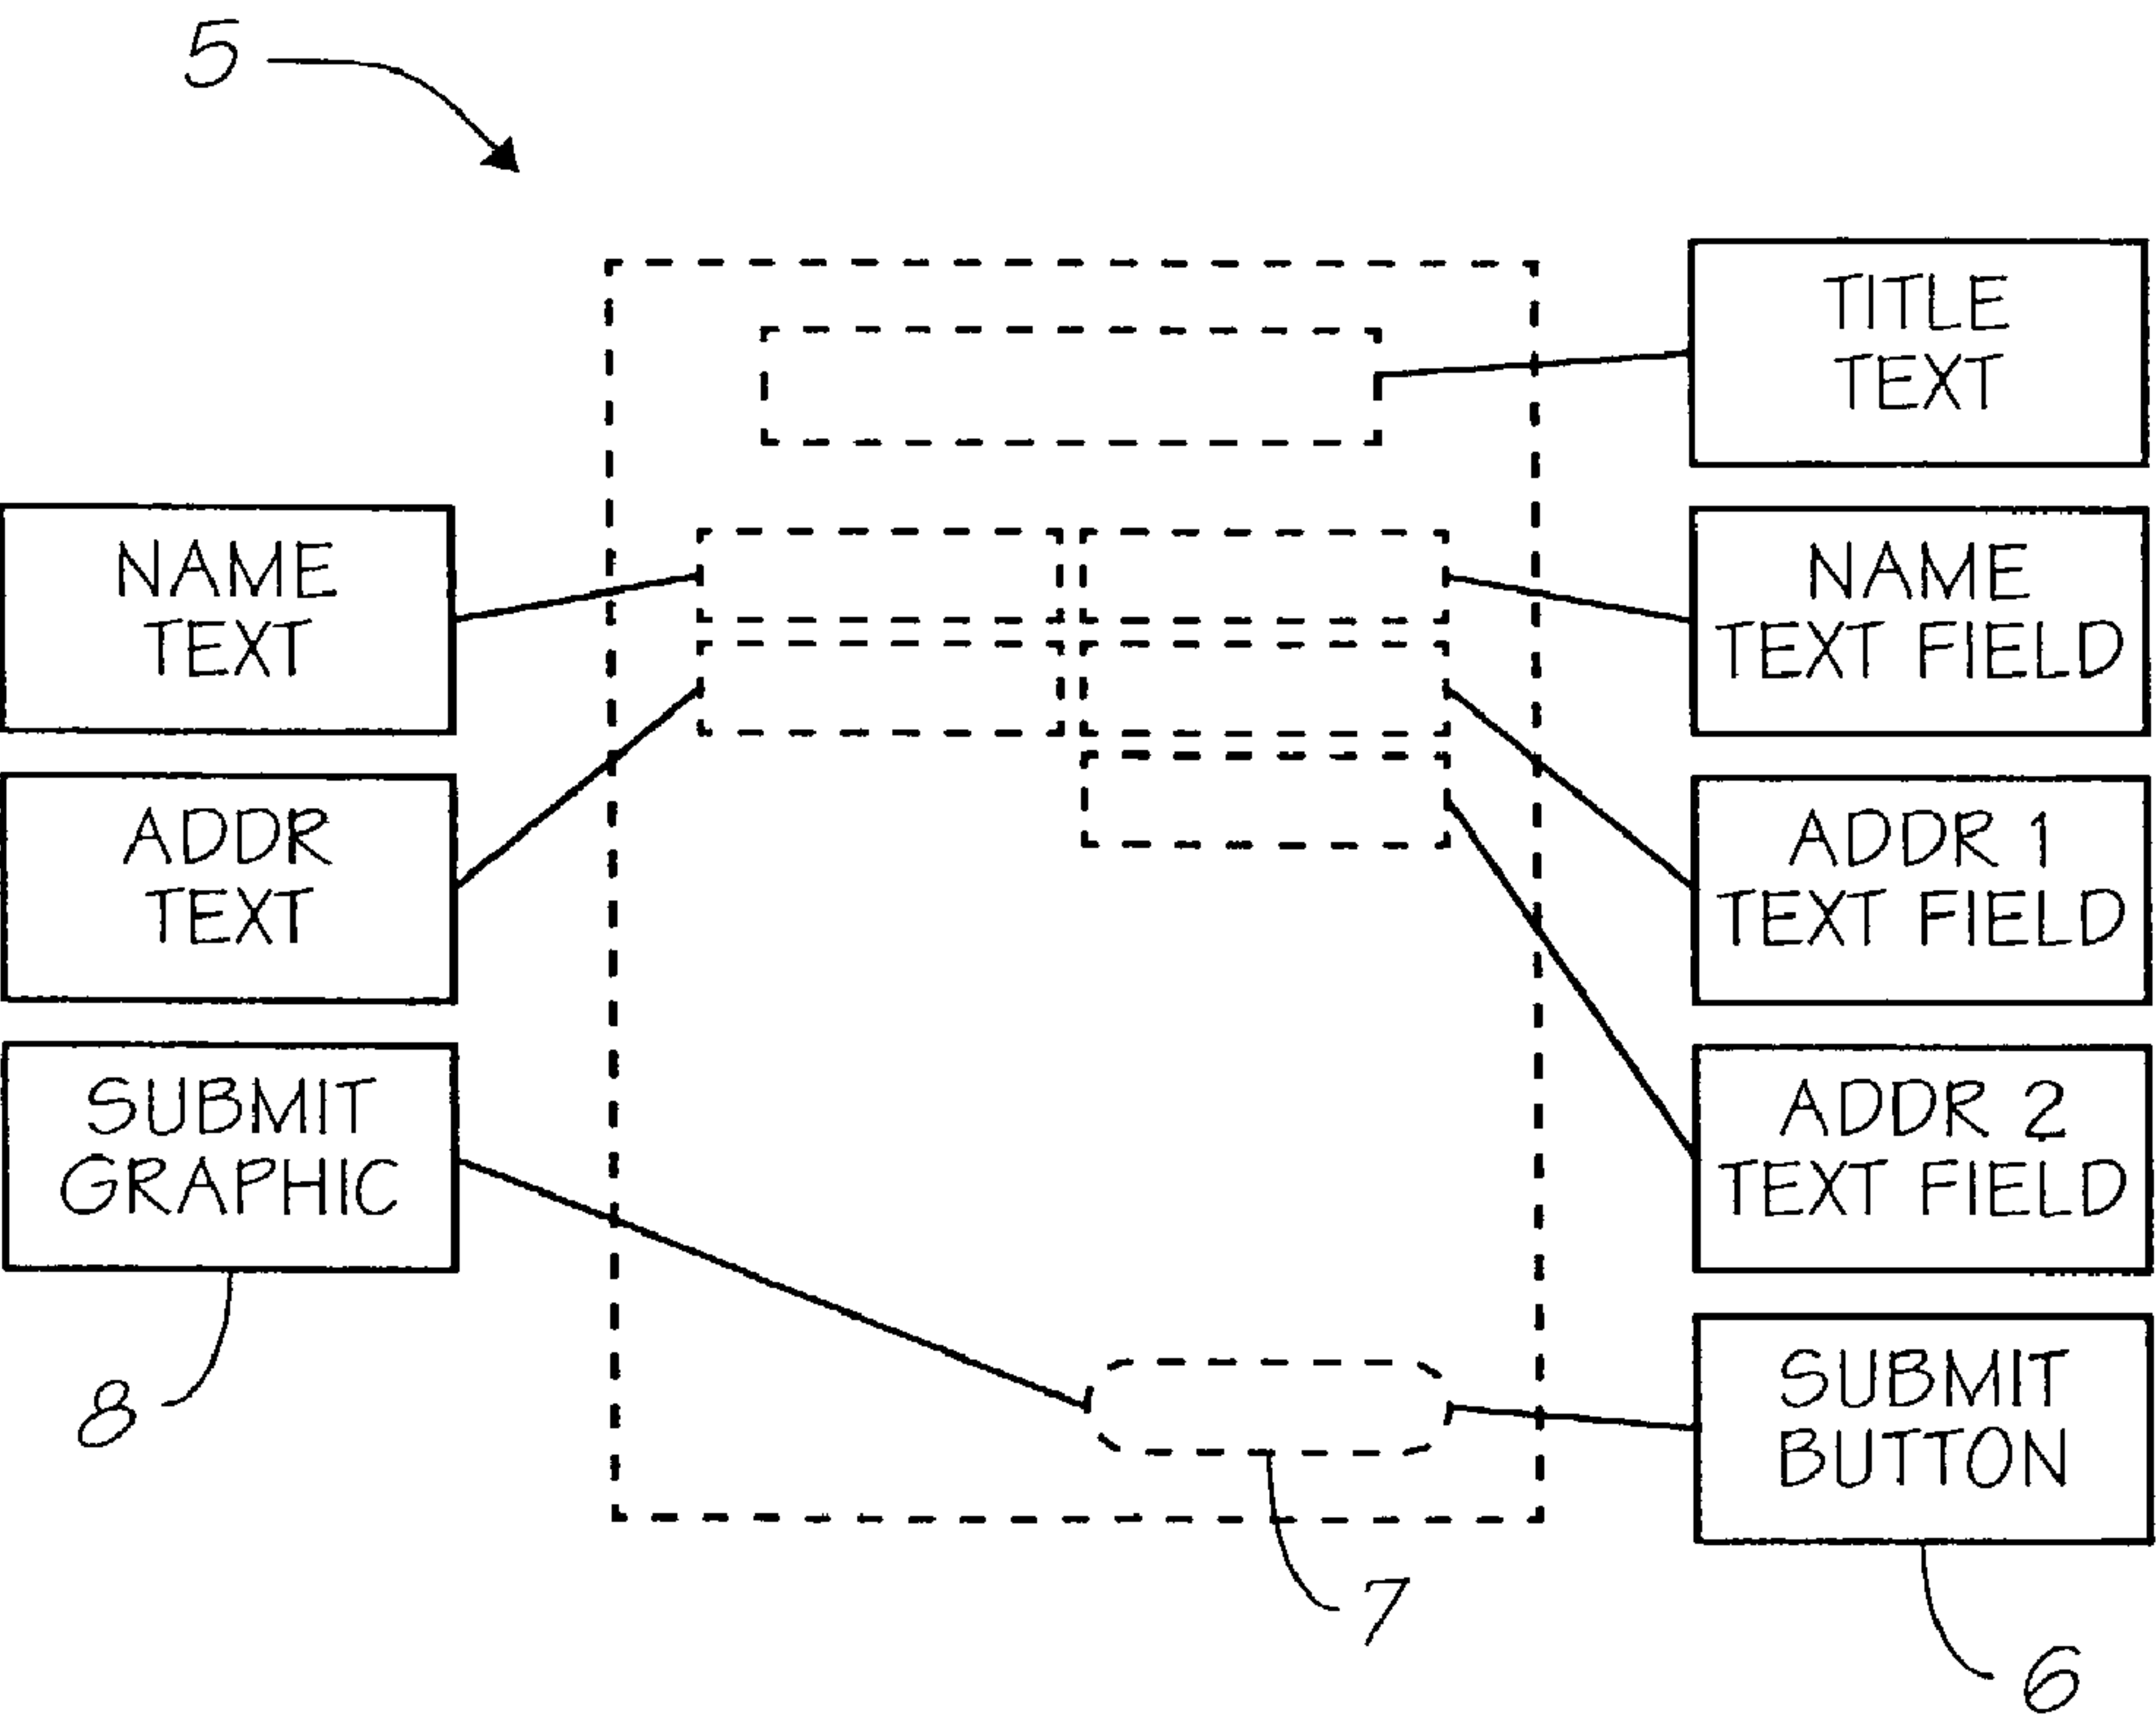 5
TITLE
TEXT
NAME
TEXT
NAME
TEXT FIELD
ADDR
TEXT
ADDR 1
TEXT FIELD
SUBMIT
GRAPHIC
ADDR 2
TEXT FIELD
SUBMIT
BUTTON
8
7
6